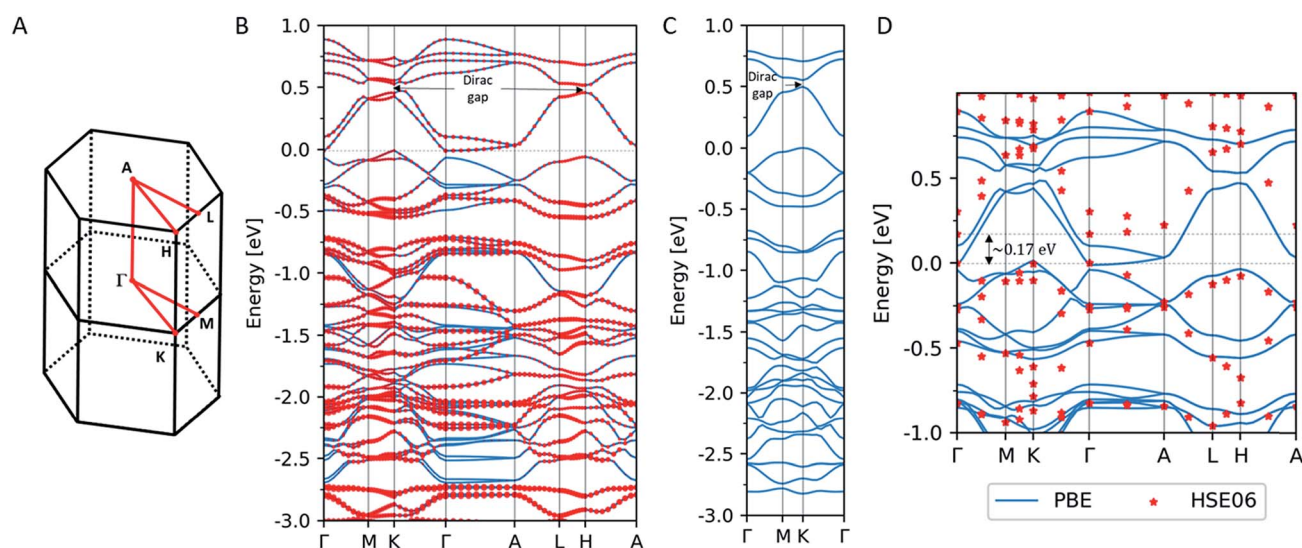 A
A
L
H
Γ
M
K
B
Energy [eV]
1.0
0.5
0.0
-0.5
-1.0
-1.5
-2.0
-2.5
-3.0
Dirac
gap
Γ M K Γ A L H A
C
Energy [eV]
1.0
0.5
0.0
-0.5
-1.0
-1.5
-2.0
-2.5
-3.0
Dirac
gap
Γ M K Γ
D
Energy [eV]
0.5
0.0
-0.5
-1.0
~0.17 eV
Γ M K Γ A L H A
PBE HSE06